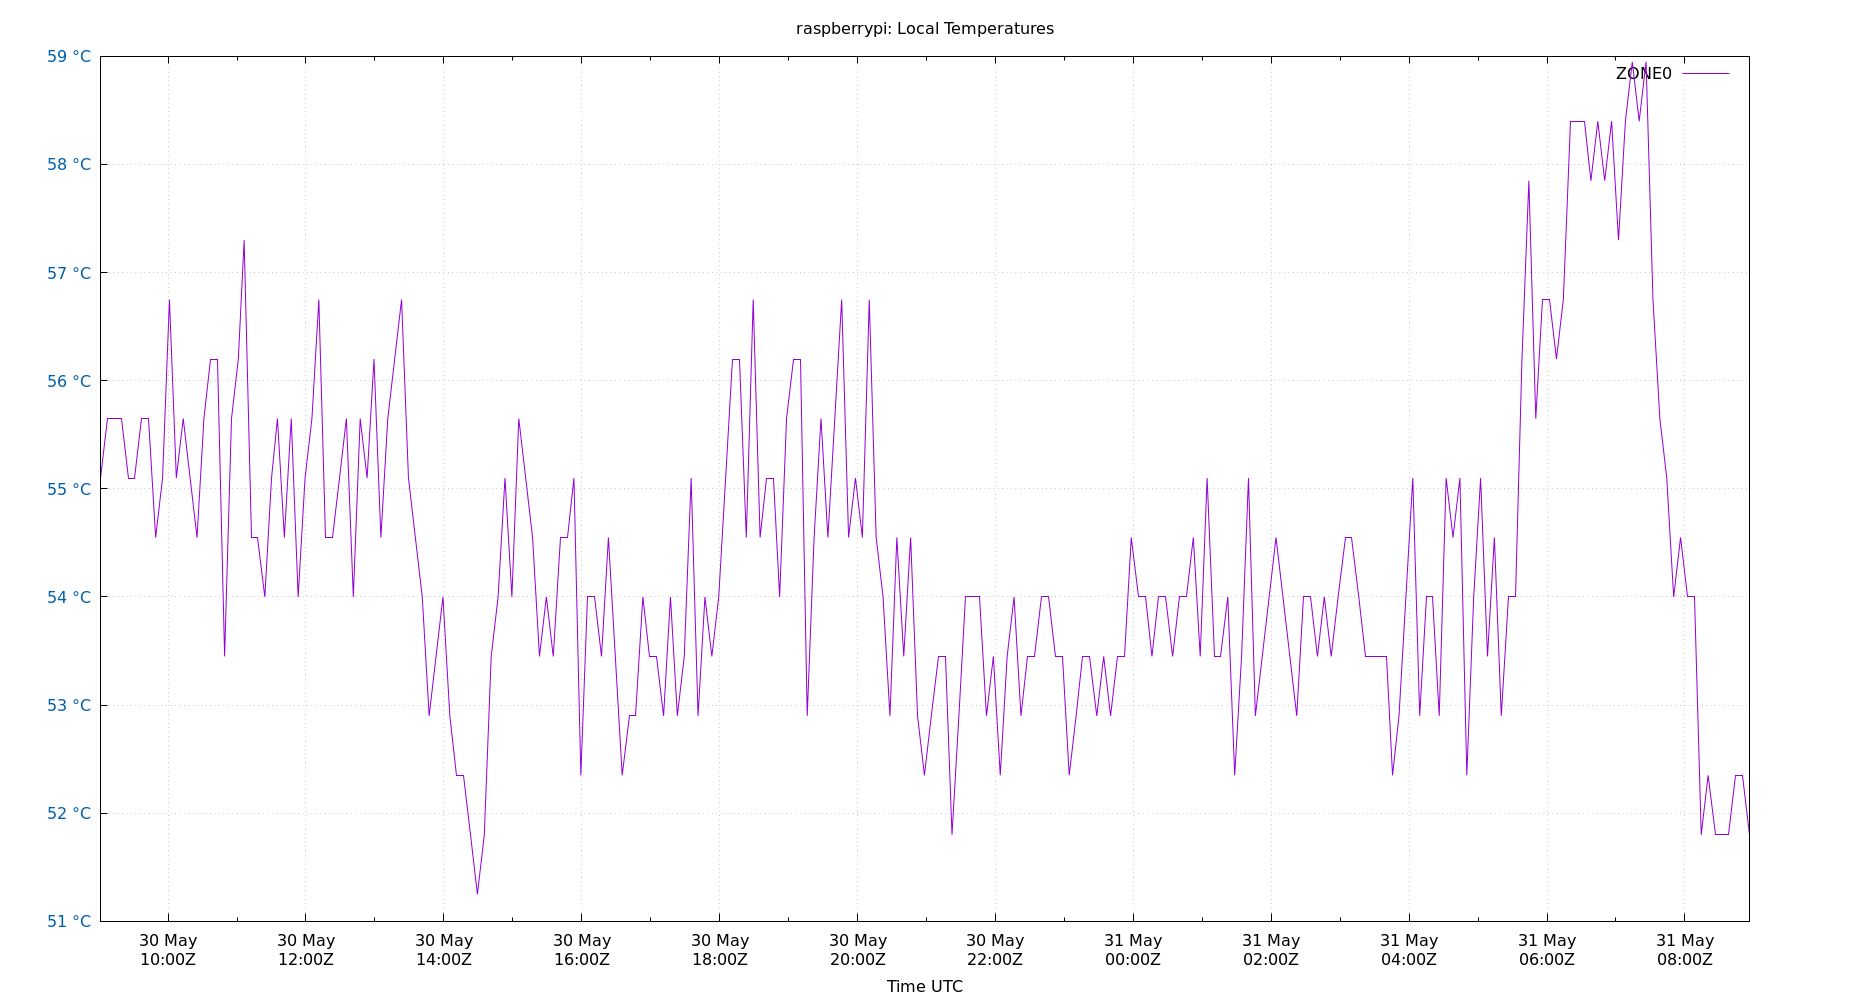 raspberrypi: Local Temperatures
59 °C
58 °C
57 °C
56 °C
55 °C
54 °C
53 °C
52 °C
51 °C
ZONE0
30 May
10:00Z
30 May
12:00Z
30 May
14:00Z
30 May
16:00Z
30 May
18:00Z
30 May
20:00Z
30 May
22:00Z
31 May
00:00Z
31 May
02:00Z
31 May
04:00Z
31 May
06:00Z
31 May
08:00Z
Time UTC